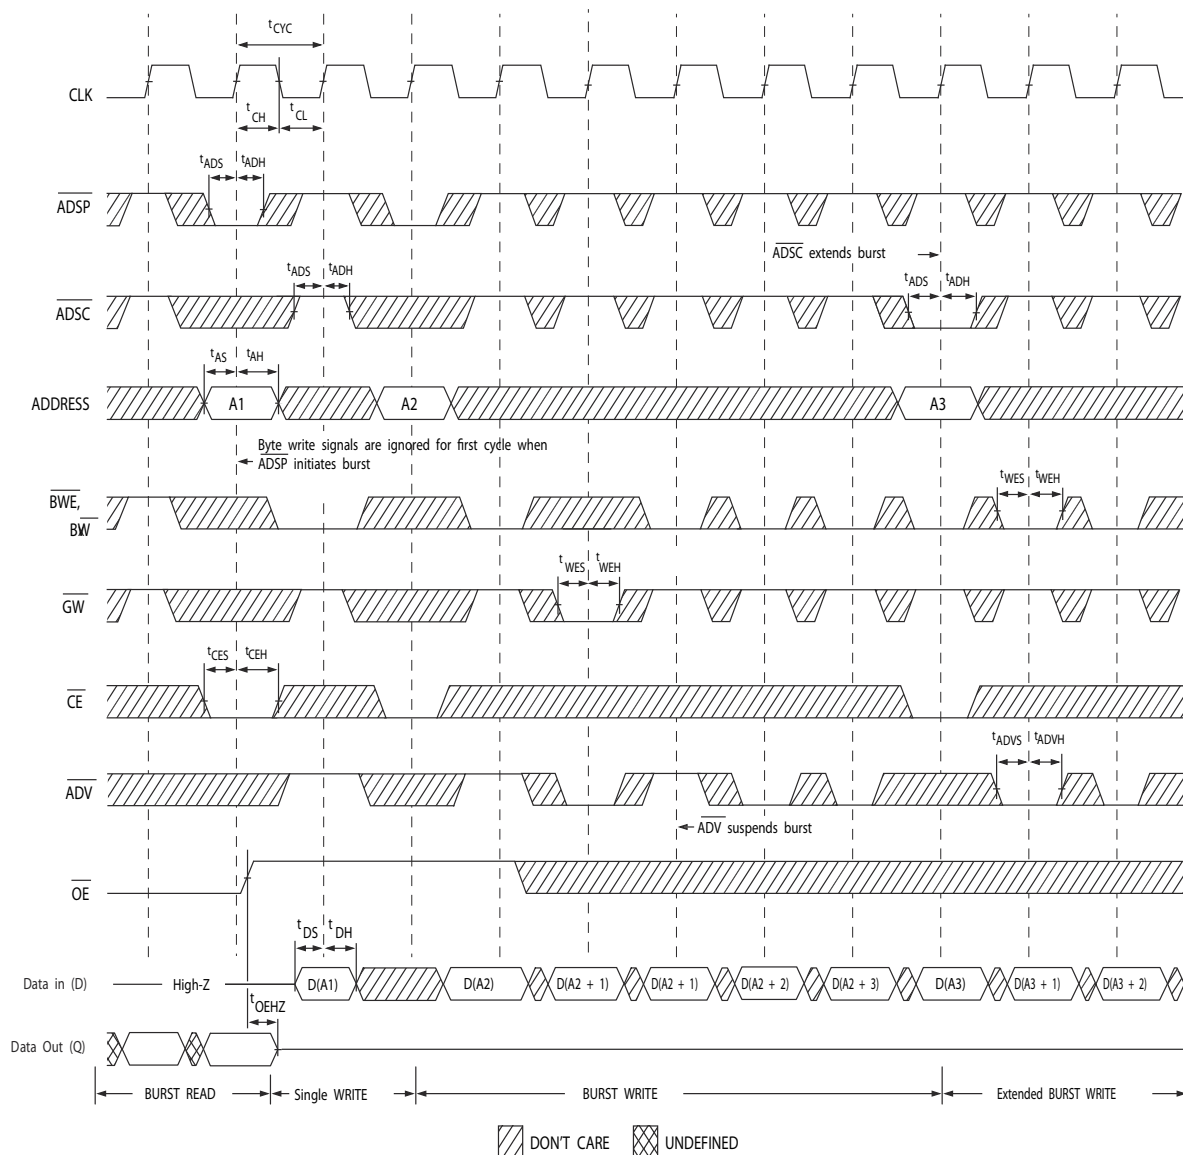 tCYC
CLK
tCH
tCL
tADS
tADH
ADSP
ADSC extends burst
tADS
tADH
tADS
tADH
ADSC
tAS
tAH
ADDRESS
A1
A2
A3
Byte write signals are ignored for first cycle when
ADSP initiates burst
BWE,
BWX
tWES
tWEH
tWES
tWEH
GW
tCES
tCEH
CE
tADVS
tADVH
ADV
ADV suspends burst
OE
tDS
tDH
Data in (D)
High-Z
D(A1)
D(A2)
D(A2 + 1)
D(A2 + 1)
D(A2 + 2)
D(A2 + 3)
D(A3)
D(A3 + 1)
D(A3 + 2)
tOEHZ
Data Out (Q)
BURST READ
Single WRITE
BURST WRITE
Extended BURST WRITE
DON'T CARE
UNDEFINED